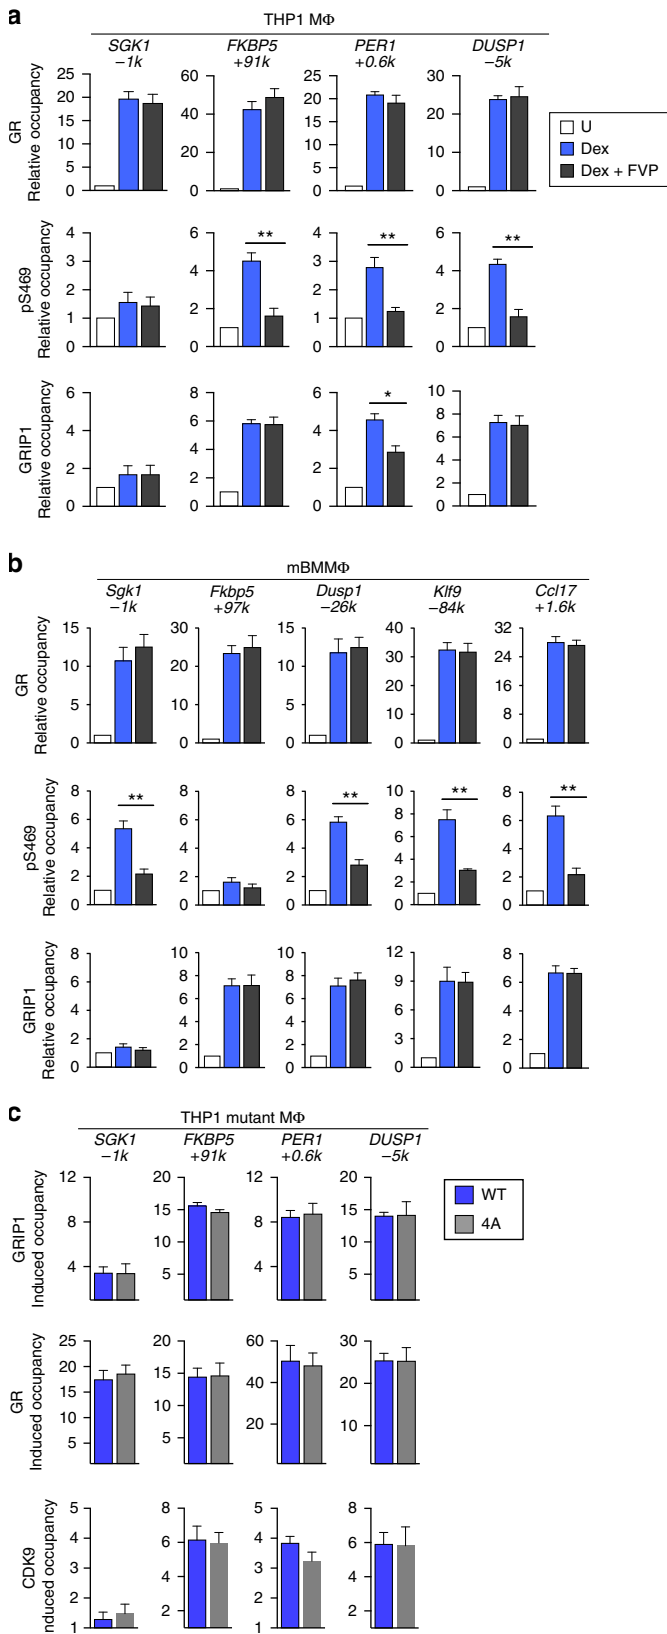 a
THP1 MΦ
SGK1 FKBP5 PER1 DUSP1
−1k +91k +0.6k −5k
GR
Relative occupancy
25 20 15 10 5 0
60 40 20 0
25 20 15 10 5 0
30 20 10 0
U
Dex
Dex + FVP
pS469
Relative occupancy
4 3 2 1 0
6 4 2 0
**
4 3 2 1 0
**
6 4 2 0
**
GRIP1
Relative occupancy
6 4 2 0
8 6 4 2 0
6 4 2 0
*
10 8 6 4 2 0
b
mBMMΦ
Sgk1 Fkbp5 Dusp1 Klf9 Ccl17
−1k +97k −26k −84k +1.6k
GR
Relative occupancy
15 10 5 0
30 20 10 0
15 10 5 0
40 30 20 10 0
32 24 16 8 0
pS469
Relative occupancy
8 6 4 2 0
**
8 6 4 2 0
8 6 4 2 0
**
10 8 6 4 2 0
**
8 6 4 2 0
**
GRIP1
Relative occupancy
8 6 4 2 0
10 8 6 4 2 0
10 8 6 4 2 0
12 9 6 3 0
8 6 4 2 0
c
THP1 mutant MΦ
SGK1 FKBP5 PER1 DUSP1
−1k +91k +0.6k −5k
GRIP1
Induced occupancy
12 8 4
20 15 10 5
12 8 4
20 15 10 5
WT
4A
GR
Induced occupancy
25 20 15 10 5
20 15 10 5
60 40 20
30 20 10
CDK9
nduced occupancy
5 4 3 2 1
8 6 4 2
5 4 3 2 1
8 6 4 2